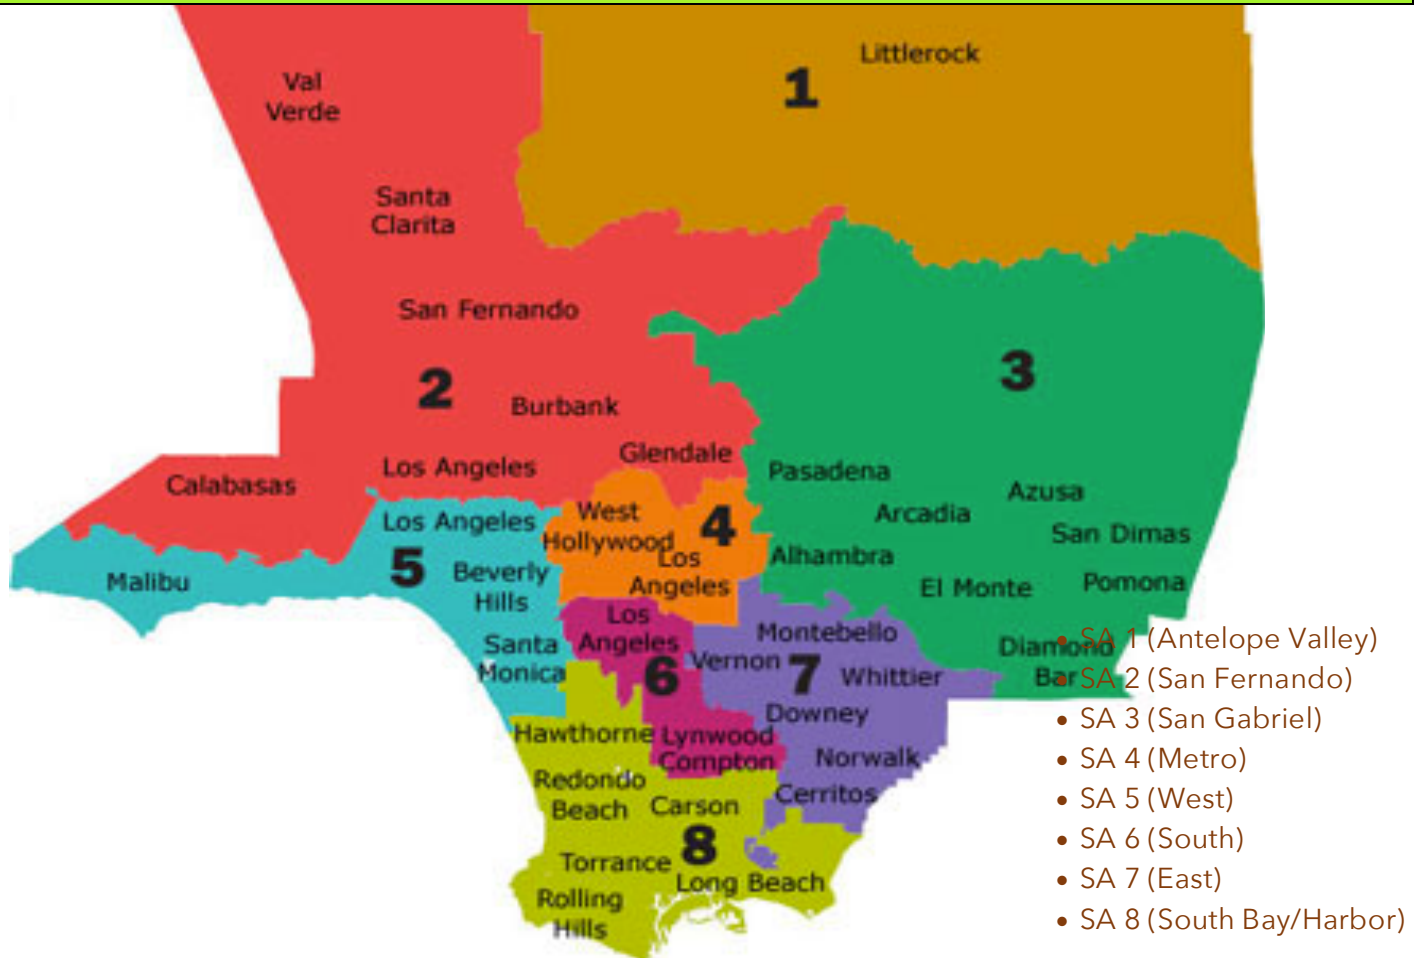 Littlerock
1
Val
Verde
Santa
Clarita
San Fernando
2
Burbank
Glendale
Los Angeles
Calabasas
3
Pasadena
Azusa
Arcadia
San Dimas
Alhambra
El Monte
Pomona
Diamond
Bar
West
Hollywood
4
Los
Angeles
Los Angeles
5
Beverly
Hills
Malibu
Santa
Monica
Los
Angeles
6
Lynwood
Compton
Montebello
Vernon
7
Whittier
Downey
Norwalk
Cerritos
Hawthorne
Redondo
Beach
Carson
8
Torrance
Long Beach
Rolling
Hills
• SA 1 (Antelope Valley)
• SA 2 (San Fernando)
• SA 3 (San Gabriel)
• SA 4 (Metro)
• SA 5 (West)
• SA 6 (South)
• SA 7 (East)
• SA 8 (South Bay/Harbor)